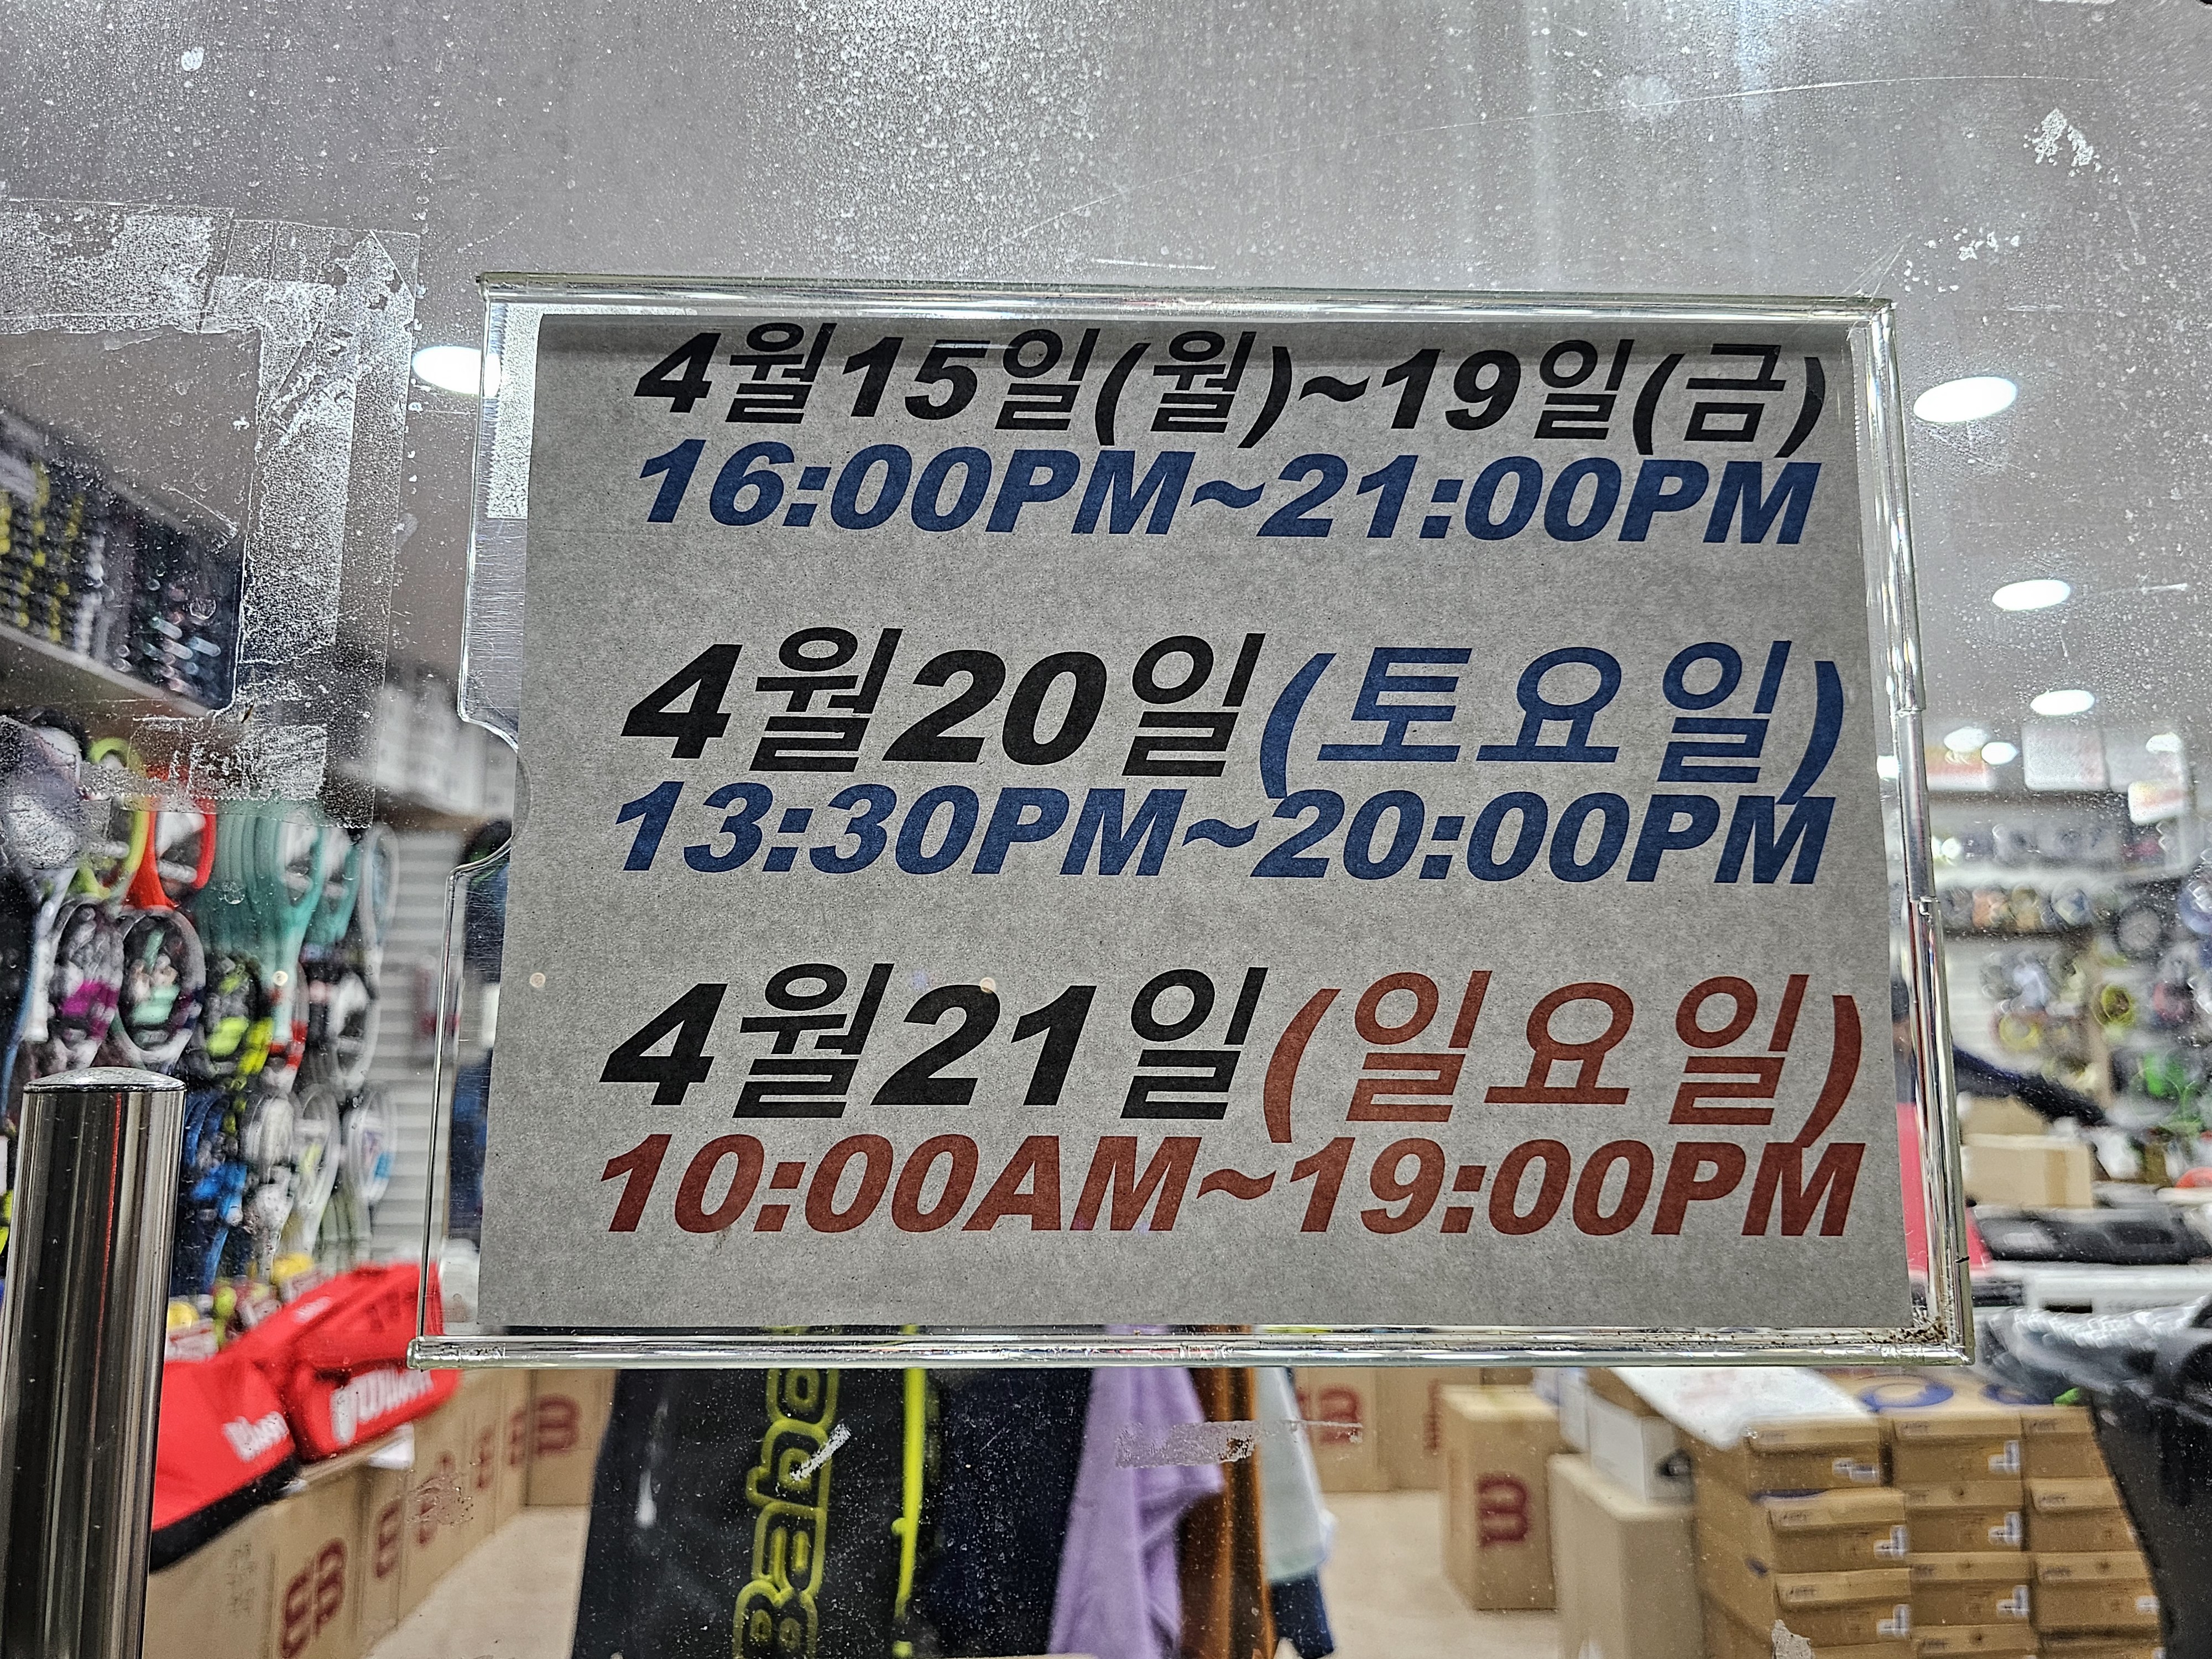 4월15일(월)~19일(금)
16:00PM~21:00PM
4월20일(토요일)
13:30PM~20:00PM
4월21일(일요일)
10:00AM~19:00PM
Wilson
Babo